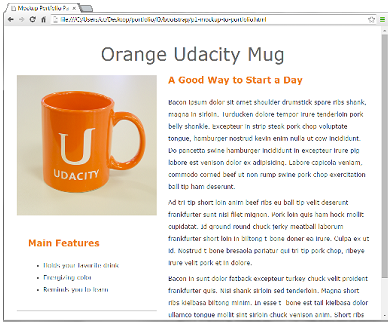 Mockup Portfolio Pa
file:///C:/Users/
/Desktop/portfolio/
/bootstrap/p1-mockup-to-portfolio.html
Orange Udacity Mug
U
UDACITY
A Good Way to Start a Day
Bacon ipsum dolor sit amet shoulder drumstick spare ribs shank,
magna in sirloin. Turducken dolore tempor irure tenderloin pork
belly shankle. Excepteur in strip steak pork chop voluptate
tongue, hamburger nostrud kevin enim nulla ut cow incididunt.
Do pancetta swine hamburger incididunt in excepteur irure pig
labore est venison dolor ex adipisicing. Labore capicola veniam,
commodo corned beef ut non rump swine pork chop exercitation
ball tip ham deserunt.
Ad tri tip short loin anim beef ribs eu ball tip velit deserunt
frankfurter sunt nisi filet mignon. Pork loin quis ham hock mollit
cupidatat. Id ground round chuck jerky meatball laborum
frankfurter short loin in biltong t-bone doner ea irure. Culpa ex ut
id. Nostrud t-bone bresaola pariatur qui tri tip pork chop, ribeye
irure velit pork et in dolore.
Bacon in sunt dolor fatback excepteur turkey chuck velit proident
frankfurter quis. Nisi shank sirloin sed tenderloin. Magna short
ribs kielbasa biltong minim. In esse t-bone est tail kielbasa dolor
ullamco tongue mollit sint sirloin chuck venison anim. Short ribs
Main Features
Holds your favorite drink
Energizing color
Reminds you to learn